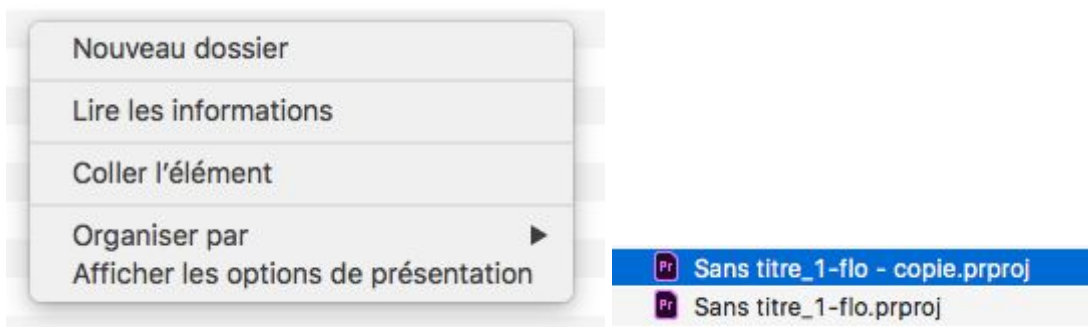 Nouveau dossier
Lire les informations
Coller l’élément
Organiser par
Afficher les options de présentation
Pr Sans titre_1-flo - copie.prproj
Pr Sans titre_1-flo.prproj